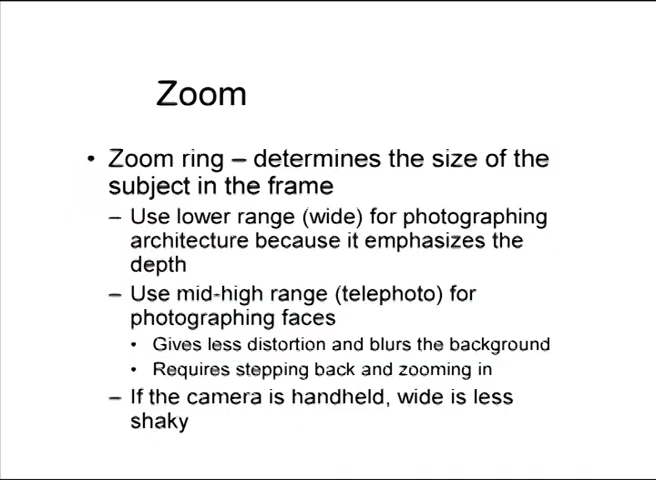 Zoom
• Zoom ring – determines the size of the
subject in the frame
– Use lower range (wide) for photographing
architecture because it emphasizes the
depth
– Use mid-high range (telephoto) for
photographing faces
• Gives less distortion and blurs the background
• Requires stepping back and zooming in
– If the camera is handheld, wide is less
shaky